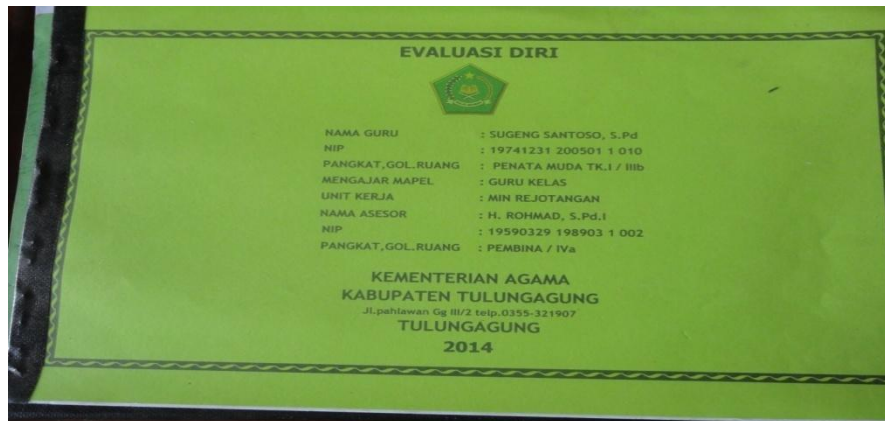 EVALUASI DIRI
NAMA GURU : SUGENG SANTOSO, S.Pd
NIP : 19741231 200501 1 010
PANGKAT,GOL.RUANG : PENATA MUDA TK.I / IIIb
MENGAJAR MAPEL : GURU KELAS
UNIT KERJA : MIN REJOTANGAN
NAMA ASESOR : H. ROHMAD, S.Pd.I
NIP : 19590329 198903 1 002
PANGKAT,GOL.RUANG : PEMBINA / IVa
KEMENTERIAN AGAMA
KABUPATEN TULUNGAGUNG
Jl.pahlawan Gg III/2 telp.0355-321907
TULUNGAGUNG
2014